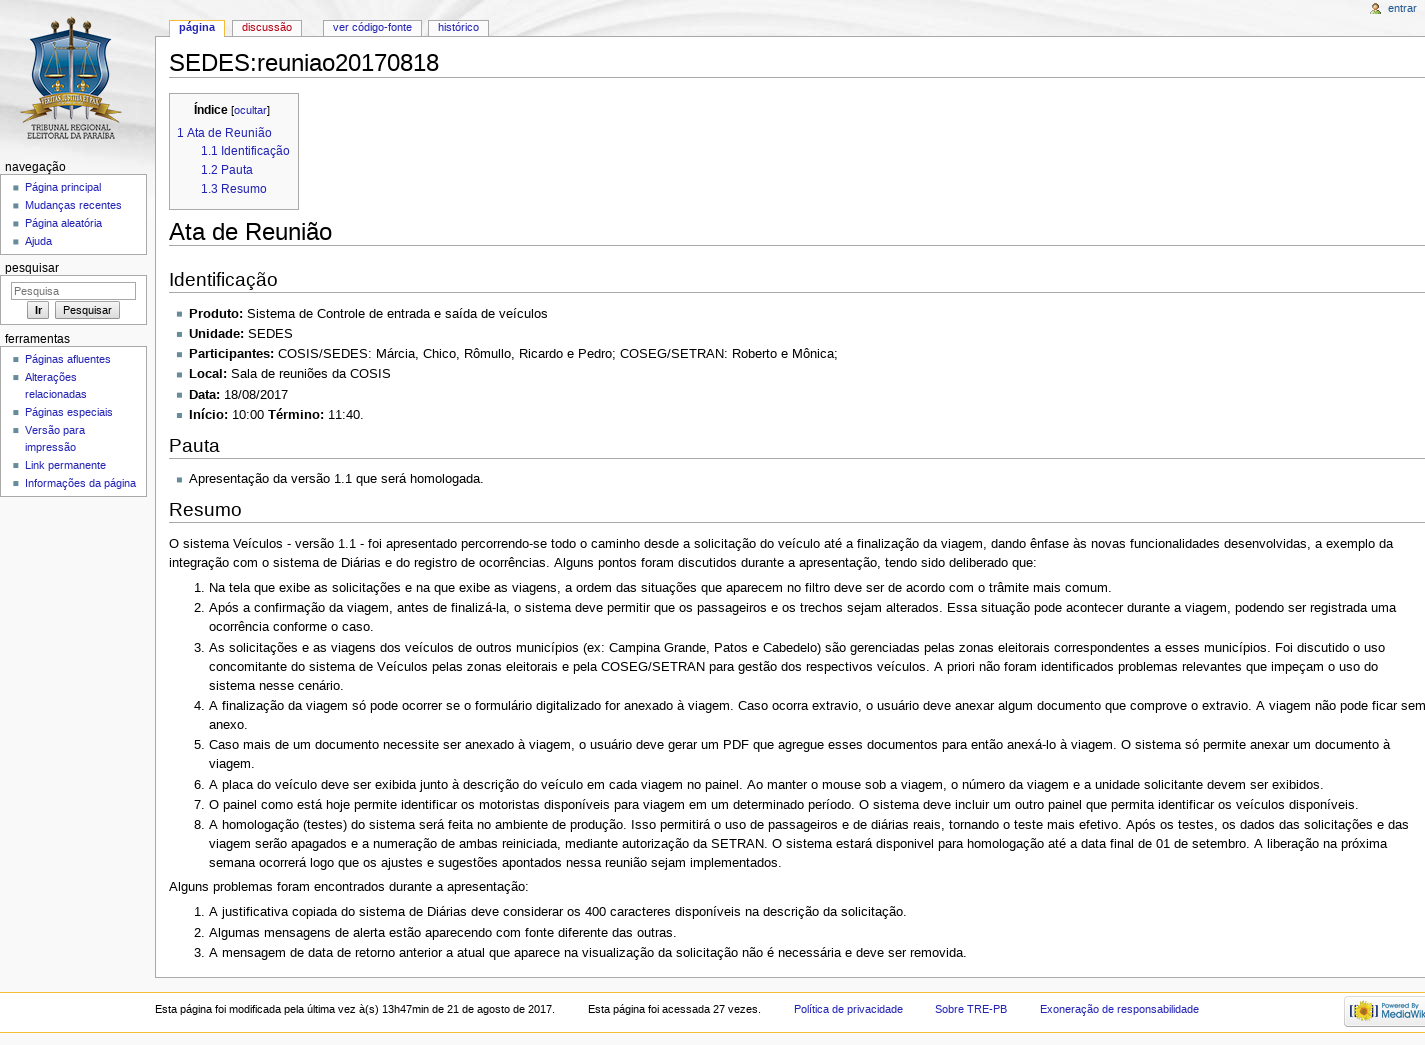 entrar
página
discussão
ver código-fonte
histórico
VERITAS JUSTITIA ET PAX
TRIBUNAL REGIONAL
ELEITORAL DA PARAÍBA
navegação
Página principal
Mudanças recentes
Página aleatória
Ajuda
pesquisar
Pesquisa
Ir
Pesquisar
ferramentas
Páginas afluentes
Alterações
relacionadas
Páginas especiais
Versão para
impressão
Link permanente
Informações da página
SEDES:reuniao20170818
Índice [ocultar]
1 Ata de Reunião
1.1 Identificação
1.2 Pauta
1.3 Resumo
Ata de Reunião
Identificação
Produto: Sistema de Controle de entrada e saída de veículos
Unidade: SEDES
Participantes: COSIS/SEDES: Márcia, Chico, Rômullo, Ricardo e Pedro; COSEG/SETRAN: Roberto e Mônica;
Local: Sala de reuniões da COSIS
Data: 18/08/2017
Início: 10:00 Término: 11:40.
Pauta
Apresentação da versão 1.1 que será homologada.
Resumo
O sistema Veículos - versão 1.1 - foi apresentado percorrendo-se todo o caminho desde a solicitação do veículo até a finalização da viagem, dando ênfase às novas funcionalidades desenvolvidas, a exemplo da
integração com o sistema de Diárias e do registro de ocorrências. Alguns pontos foram discutidos durante a apresentação, tendo sido deliberado que:
1. Na tela que exibe as solicitações e na que exibe as viagens, a ordem das situações que aparecem no filtro deve ser de acordo com o trâmite mais comum.
2. Após a confirmação da viagem, antes de finalizá-la, o sistema deve permitir que os passageiros e os trechos sejam alterados. Essa situação pode acontecer durante a viagem, podendo ser registrada uma
ocorrência conforme o caso.
3. As solicitações e as viagens dos veículos de outros municípios (ex: Campina Grande, Patos e Cabedelo) são gerenciadas pelas zonas eleitorais correspondentes a esses municípios. Foi discutido o uso
concomitante do sistema de Veículos pelas zonas eleitorais e pela COSEG/SETRAN para gestão dos respectivos veículos. A priori não foram identificados problemas relevantes que impeçam o uso do
sistema nesse cenário.
4. A finalização da viagem só pode ocorrer se o formulário digitalizado for anexado à viagem. Caso ocorra extravio, o usuário deve anexar algum documento que comprove o extravio. A viagem não pode ficar sem
anexo.
5. Caso mais de um documento necessite ser anexado à viagem, o usuário deve gerar um PDF que agregue esses documentos para então anexá-lo à viagem. O sistema só permite anexar um documento à
viagem.
6. A placa do veículo deve ser exibida junto à descrição do veículo em cada viagem no painel. Ao manter o mouse sob a viagem, o número da viagem e a unidade solicitante devem ser exibidos.
7. O painel como está hoje permite identificar os motoristas disponíveis para viagem em um determinado período. O sistema deve incluir um outro painel que permita identificar os veículos disponíveis.
8. A homologação (testes) do sistema será feita no ambiente de produção. Isso permitirá o uso de passageiros e de diárias reais, tornando o teste mais efetivo. Após os testes, os dados das solicitações e das
viagem serão apagados e a numeração de ambas reiniciada, mediante autorização da SETRAN. O sistema estará disponivel para homologação até a data final de 01 de setembro. A liberação na próxima
semana ocorrerá logo que os ajustes e sugestões apontados nessa reunião sejam implementados.
Alguns problemas foram encontrados durante a apresentação:
1. A justificativa copiada do sistema de Diárias deve considerar os 400 caracteres disponíveis na descrição da solicitação.
2. Algumas mensagens de alerta estão aparecendo com fonte diferente das outras.
3. A mensagem de data de retorno anterior a atual que aparece na visualização da solicitação não é necessária e deve ser removida.
Esta página foi modificada pela última vez à(s) 13h47min de 21 de agosto de 2017.
Esta página foi acessada 27 vezes.
Política de privacidade
Sobre TRE-PB
Exoneração de responsabilidade
Powered By
MediaWik